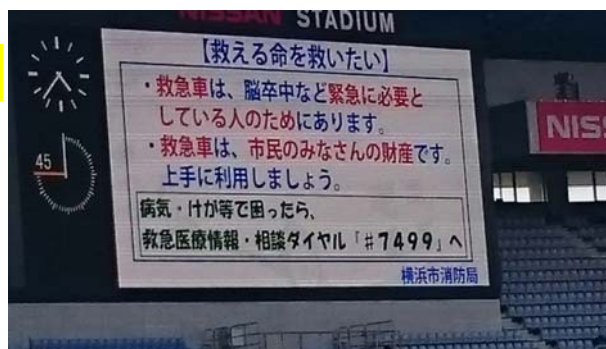 NISSAN STADIUM
【救える命を救いたい】
・救急車は、脳卒中など緊急に必要と
している人のためにあります。
・救急車は、市民のみなさんの財産です。
上手に利用しましょう。
病気・けが等で困ったら、
救急医療情報・相談ダイヤル「#7499」へ
横浜市消防局
45
NIS